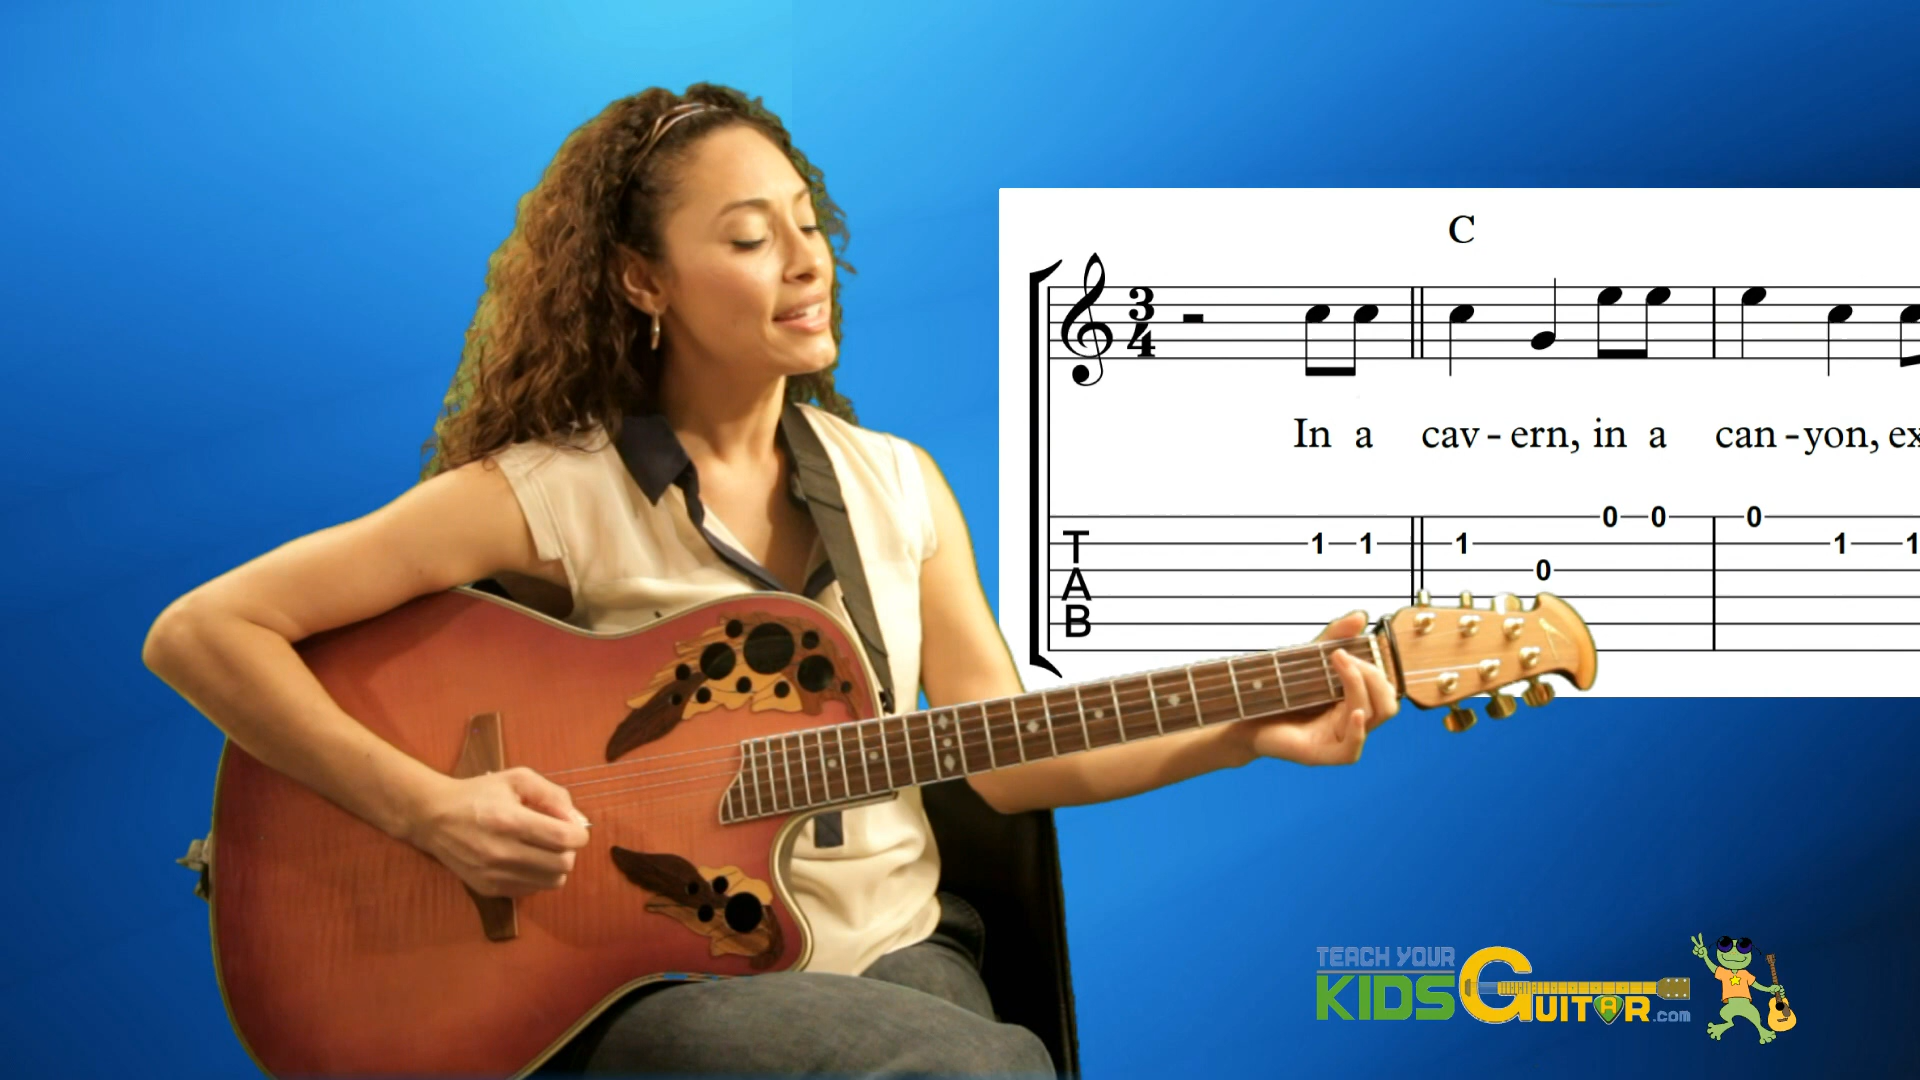 C
3
4
In a cav - ern, in a can - yon, ex
0 0 0
1 1 1 1 1
0
T
A
B
TEACH YOUR
KIDS GUITAR.com